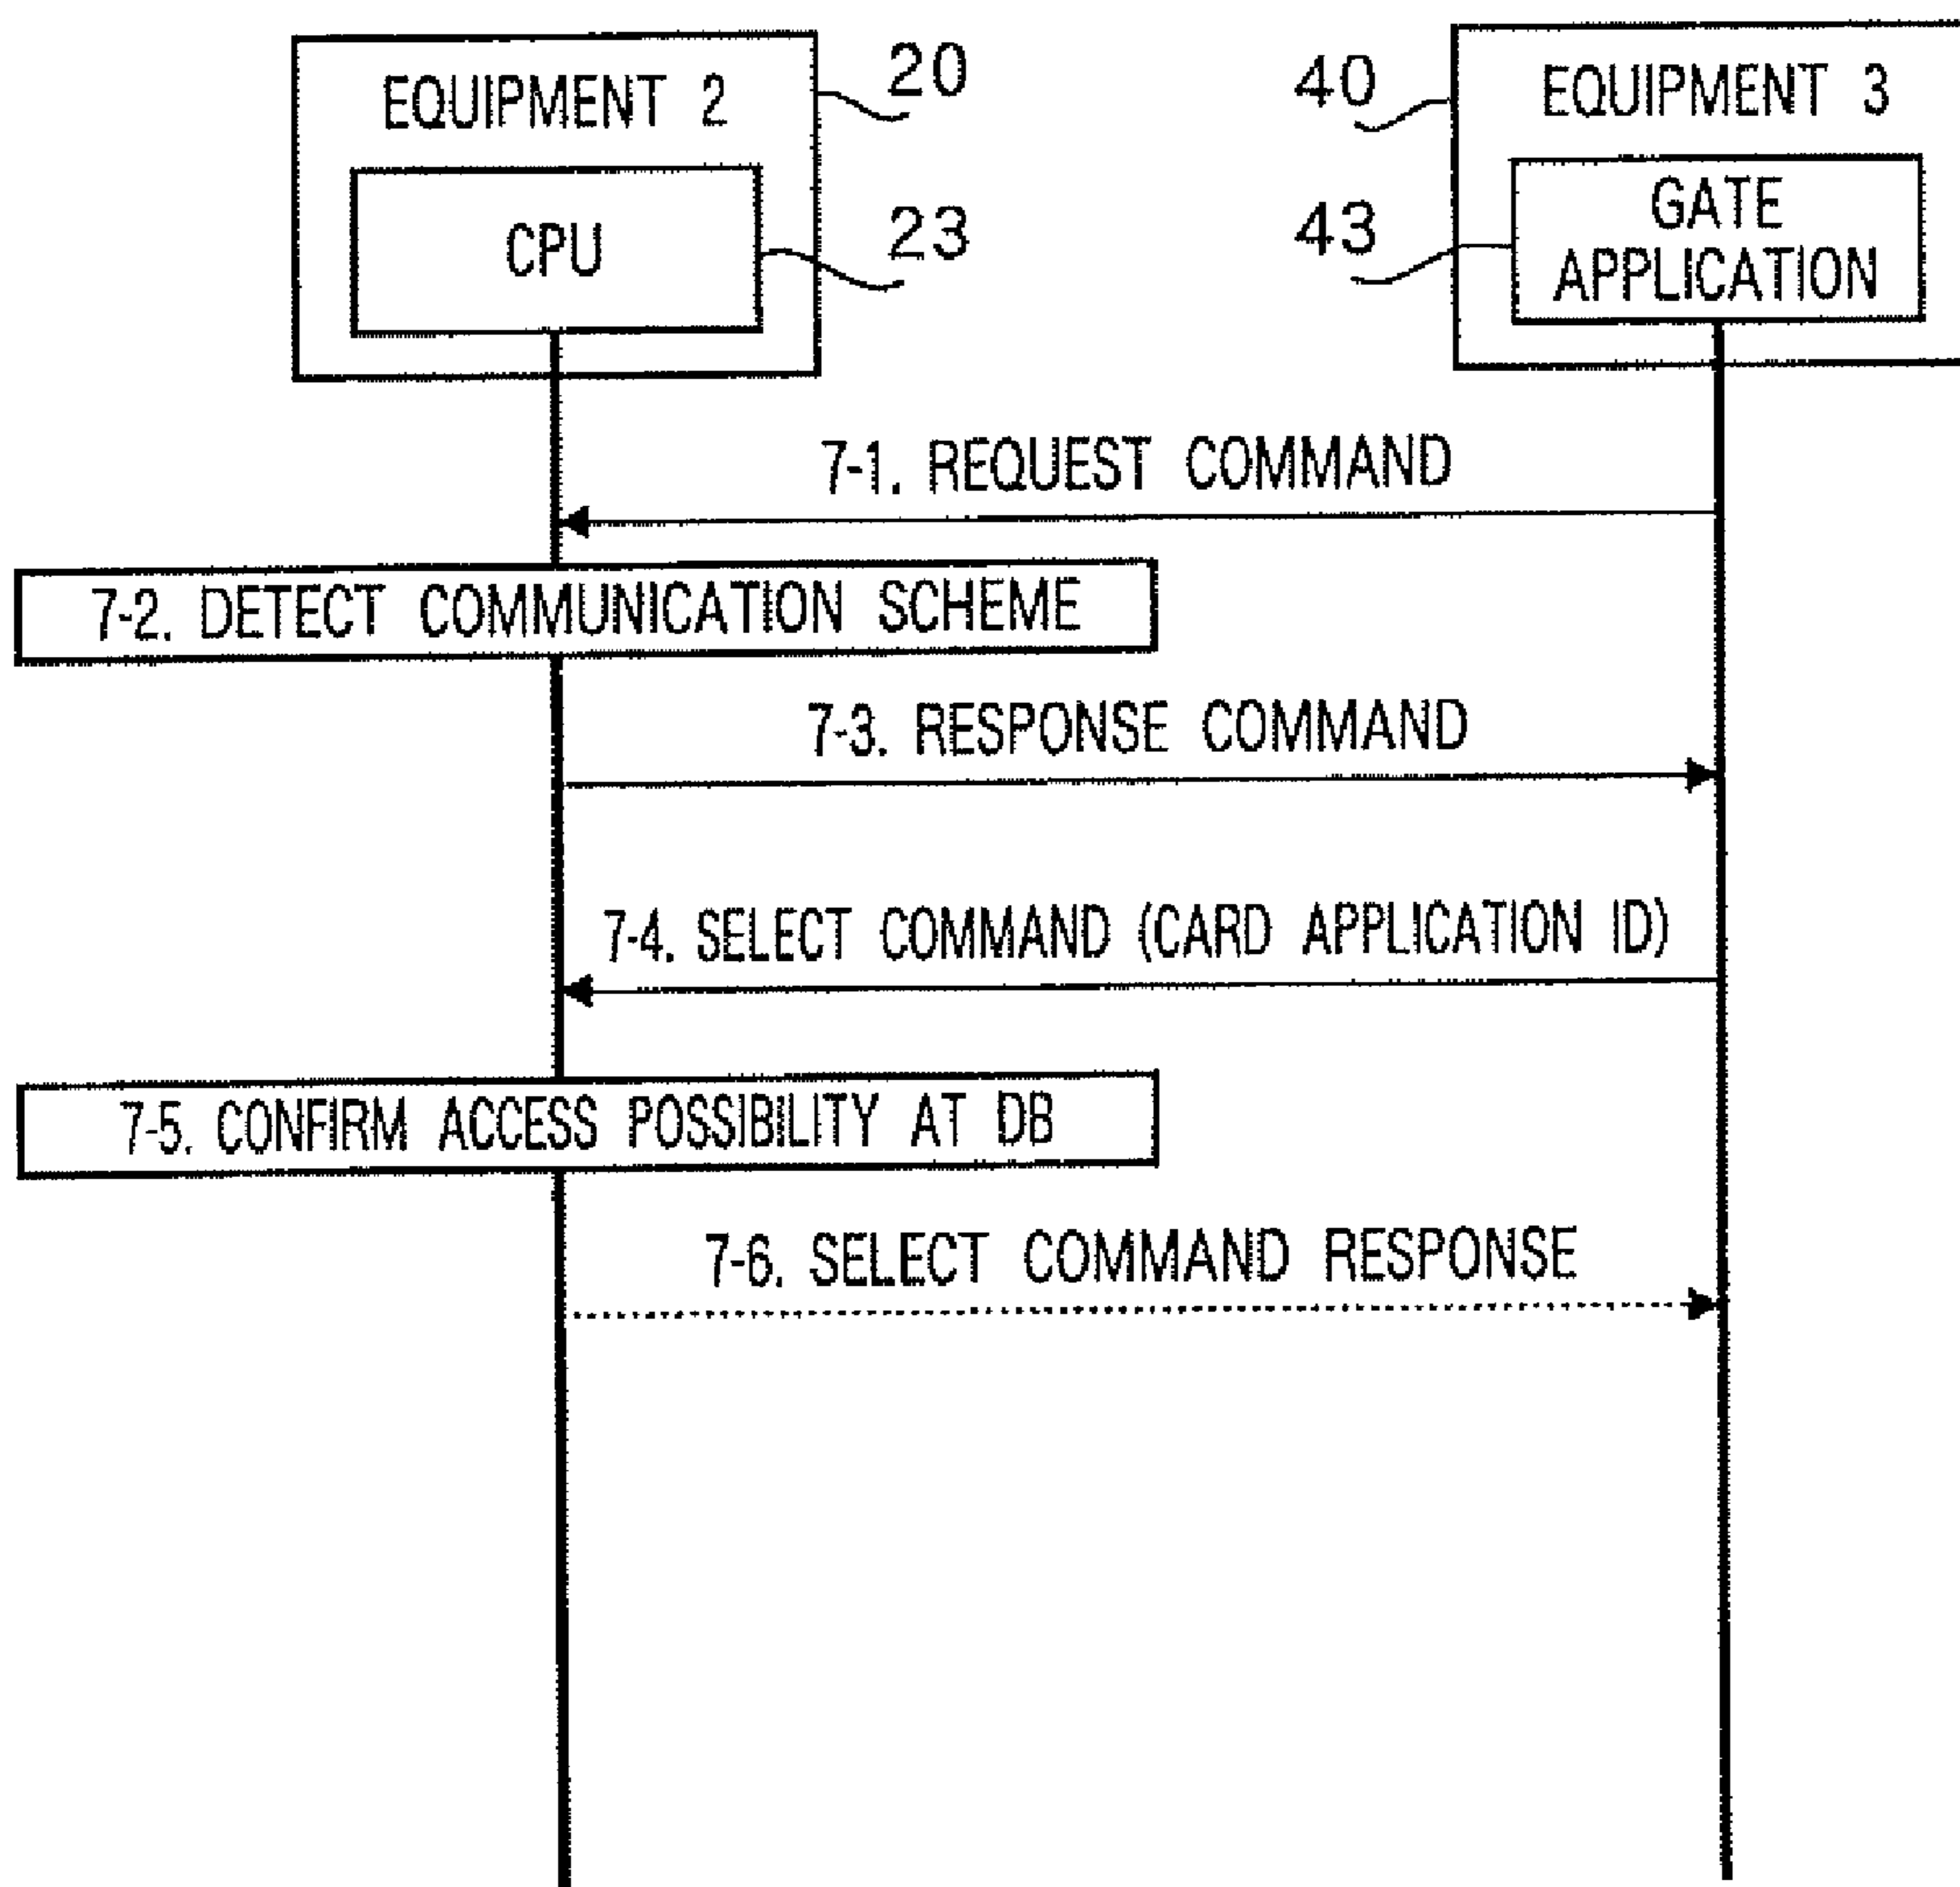 EQUIPMENT 2
20
CPU
23
40
EQUIPMENT 3
43
GATE
APPLICATION
7-1. REQUEST COMMAND
7-2. DETECT COMMUNICATION SCHEME
7-3. RESPONSE COMMAND
7-4. SELECT COMMAND (CARD APPLICATION ID)
7-5. CONFIRM ACCESS POSSIBILITY AT DB
7-6. SELECT COMMAND RESPONSE